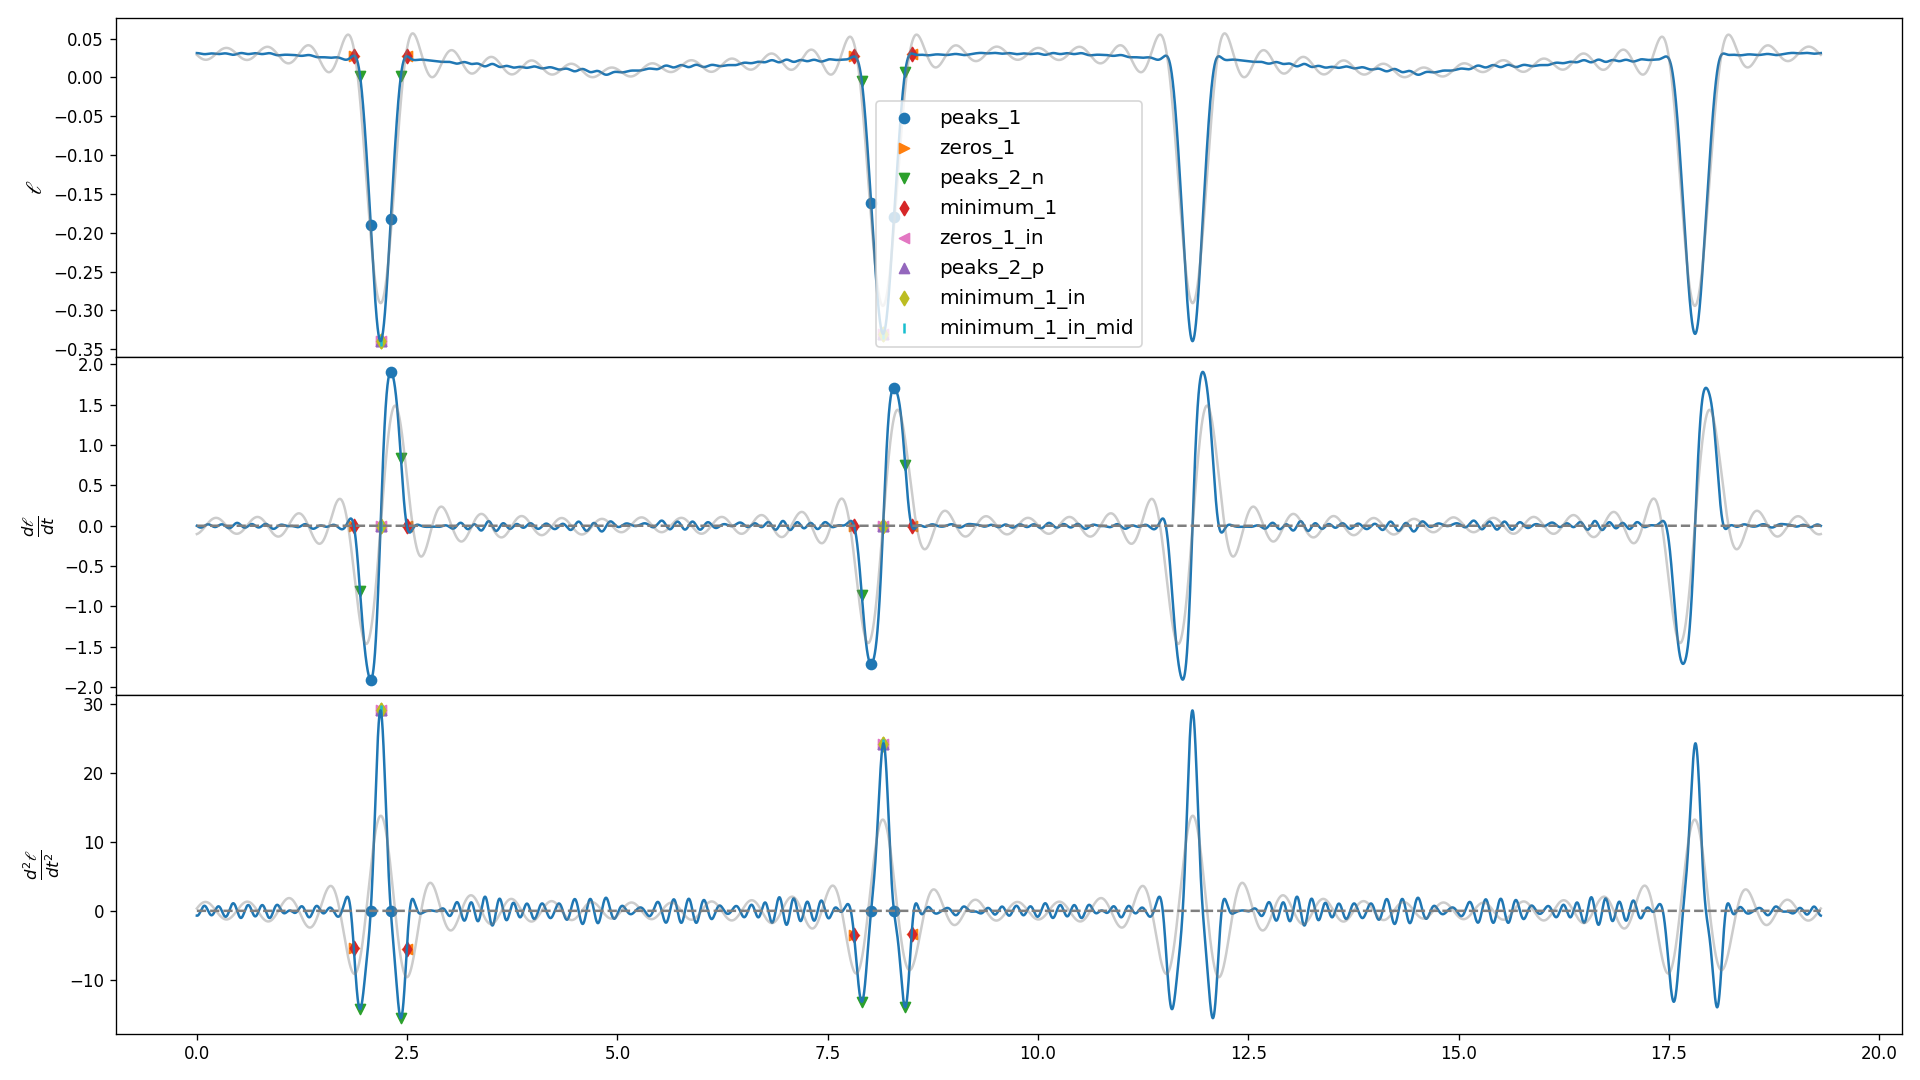 0.05
0.00
−0.05
−0.10
−0.15
−0.20
−0.25
−0.30
−0.35
ℓ
peaks_1
zeros_1
peaks_2_n
minimum_1
zeros_1_in
peaks_2_p
minimum_1_in
minimum_1_in_mid
2.0
1.5
1.0
0.5
0.0
−0.5
−1.0
−1.5
−2.0
dℓ
dt
30
20
10
0
−10
d²ℓ
dt²
0.0 2.5 5.0 7.5 10.0 12.5 15.0 17.5 20.0